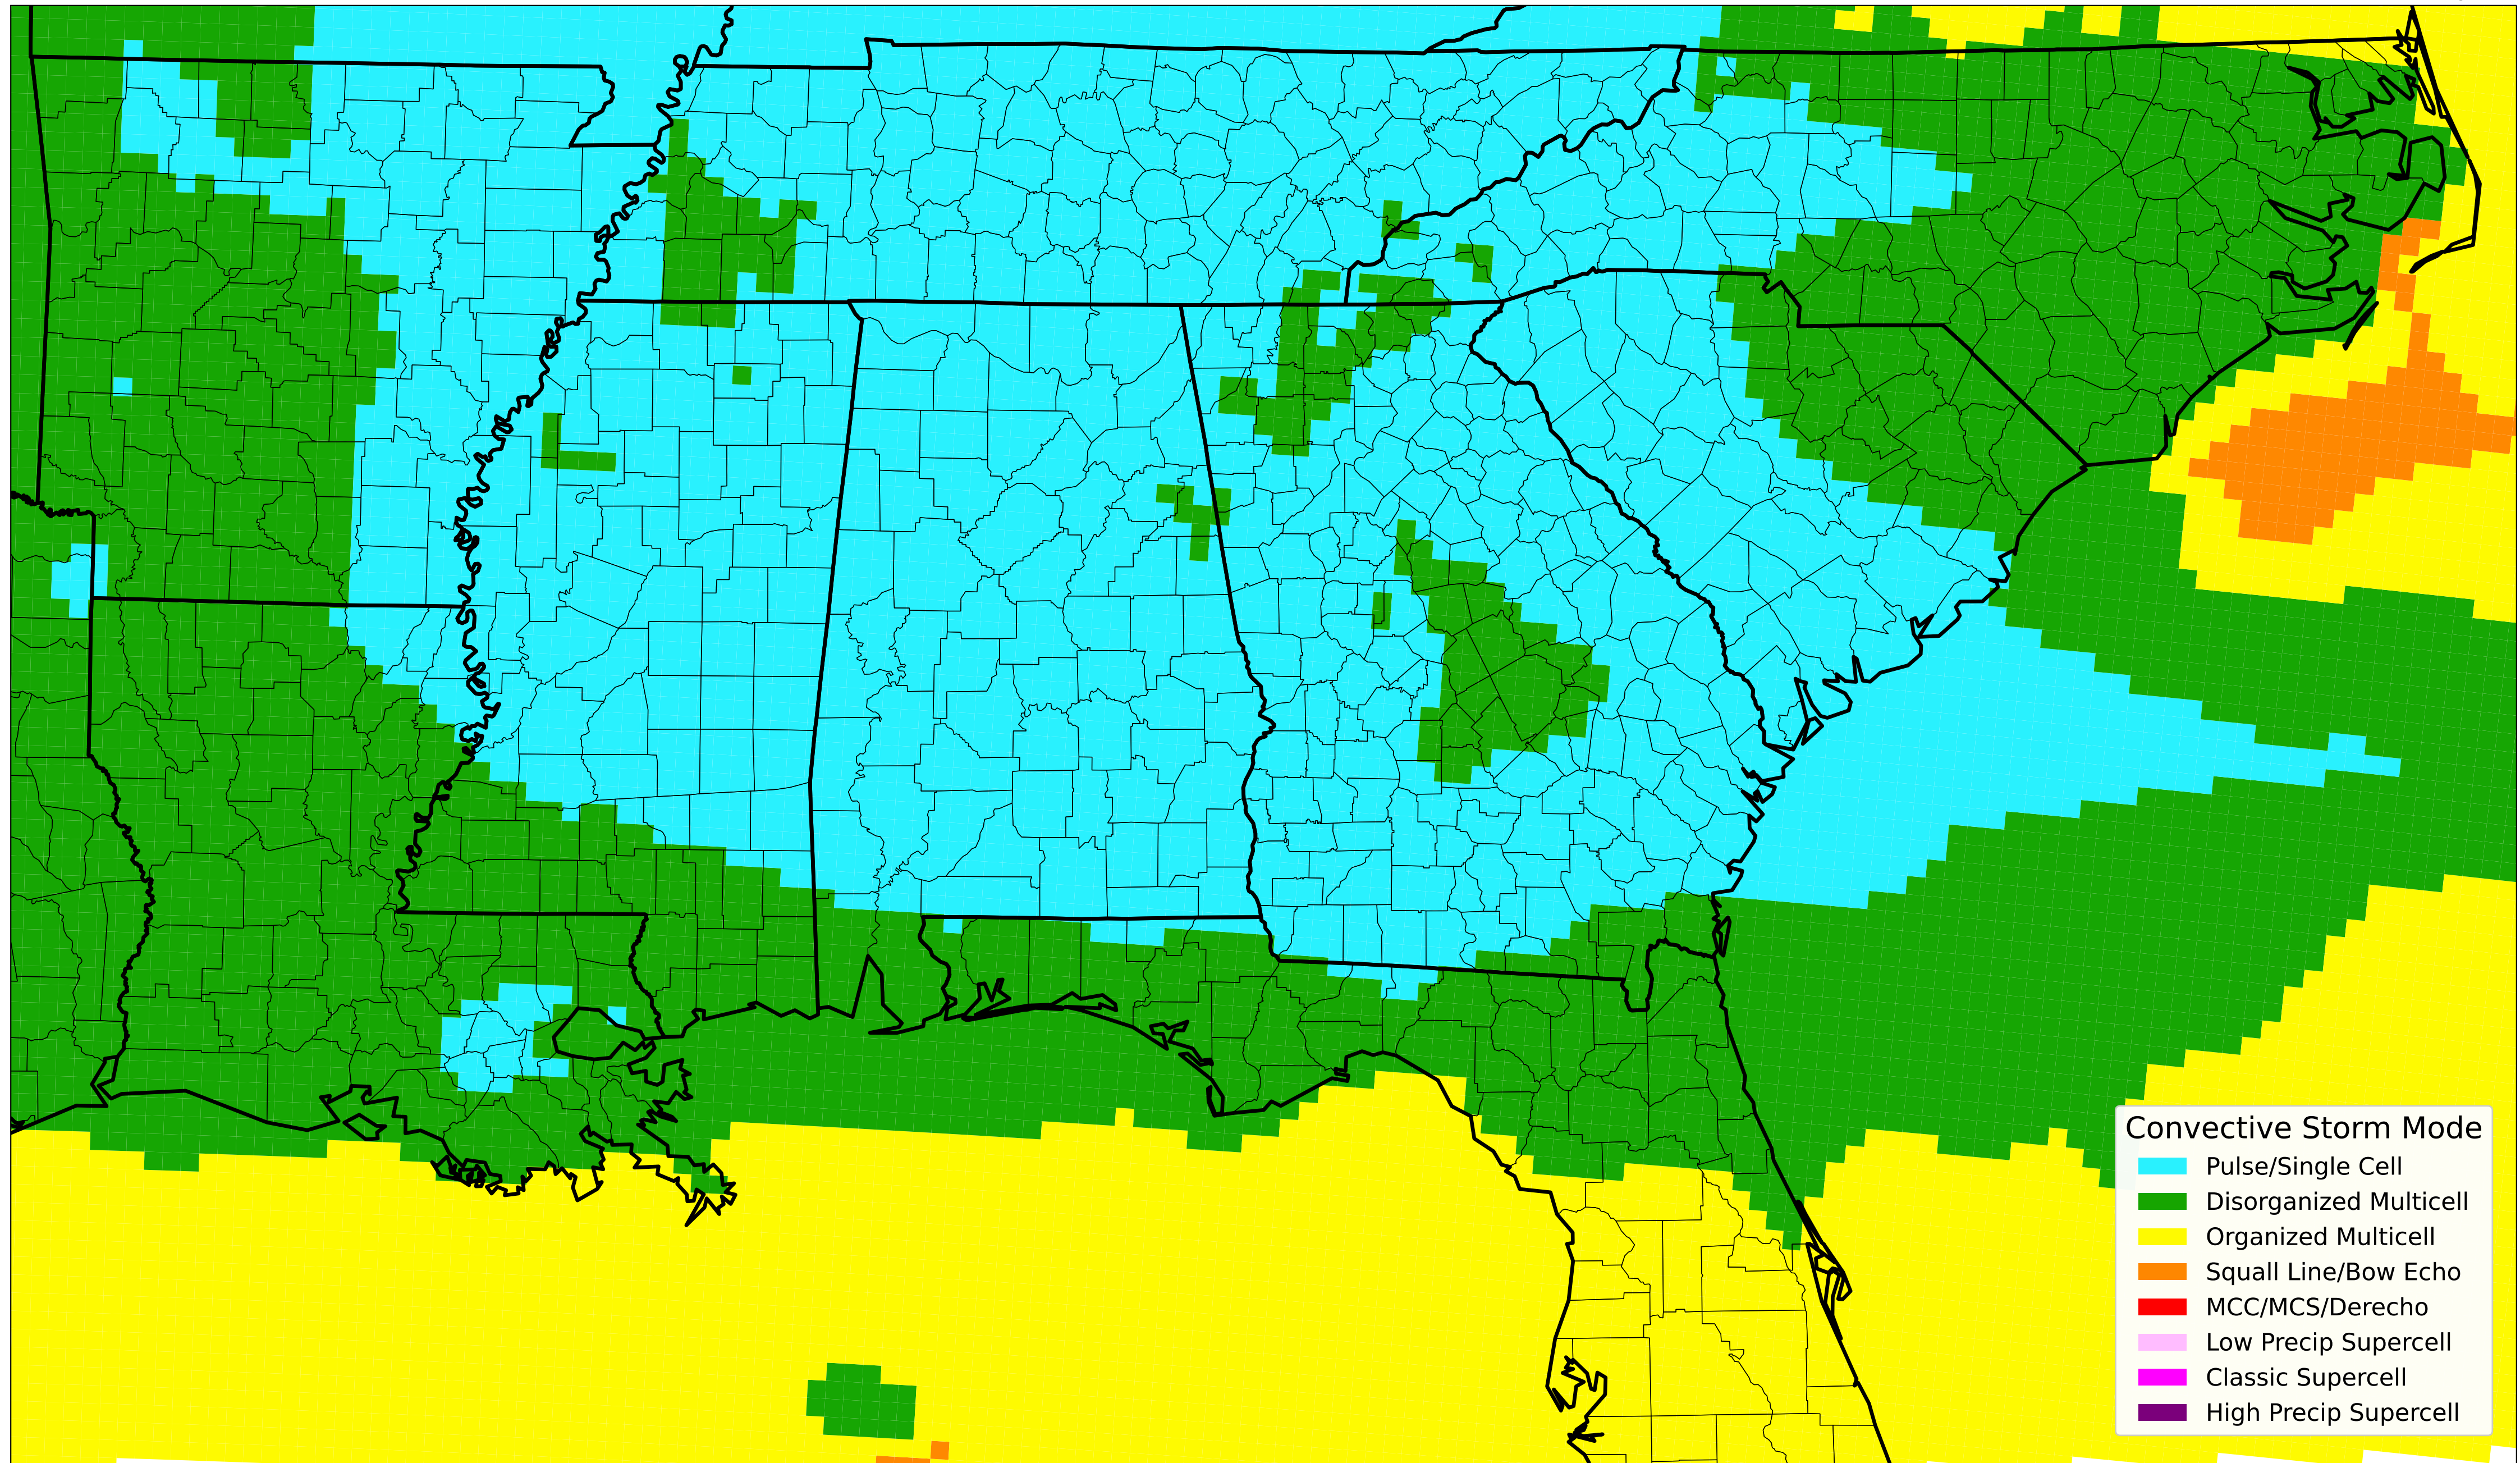 Convective Storm Mode
Pulse/Single Cell
Disorganized Multicell
Organized Multicell
Squall Line/Bow Echo
MCC/MCS/Derecho
Low Precip Supercell
Classic Supercell
High Precip Supercell